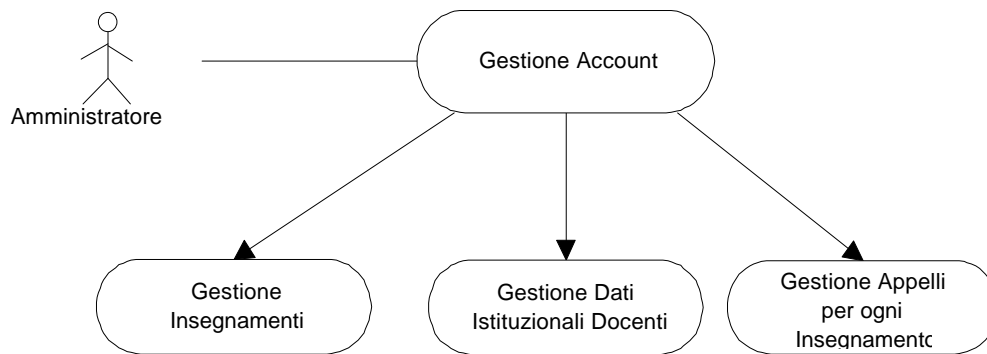 Gestione Account
Amministratore
Gestione
Insegnamenti
Gestione Dati
Istituzionali Docenti
Gestione Appelli
per ogni
Insegnamento